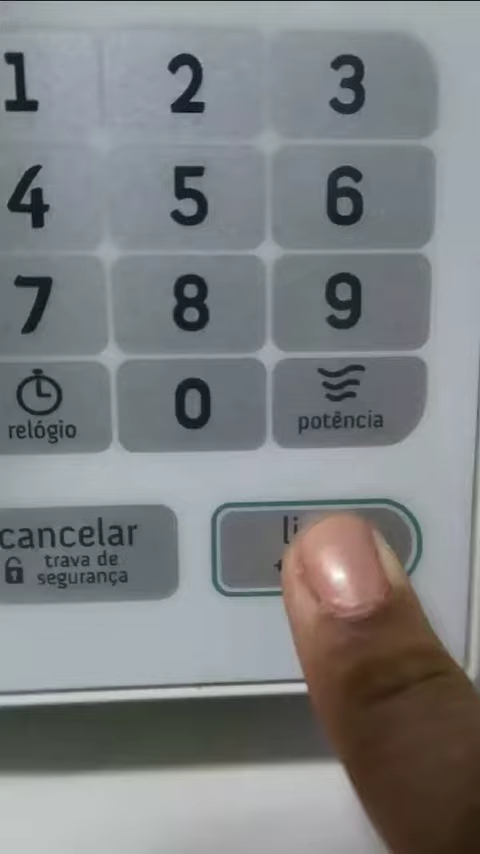 1 2 3
4 5 6
7 8 9
relógio 0 potência
cancelar
trava de
segurança